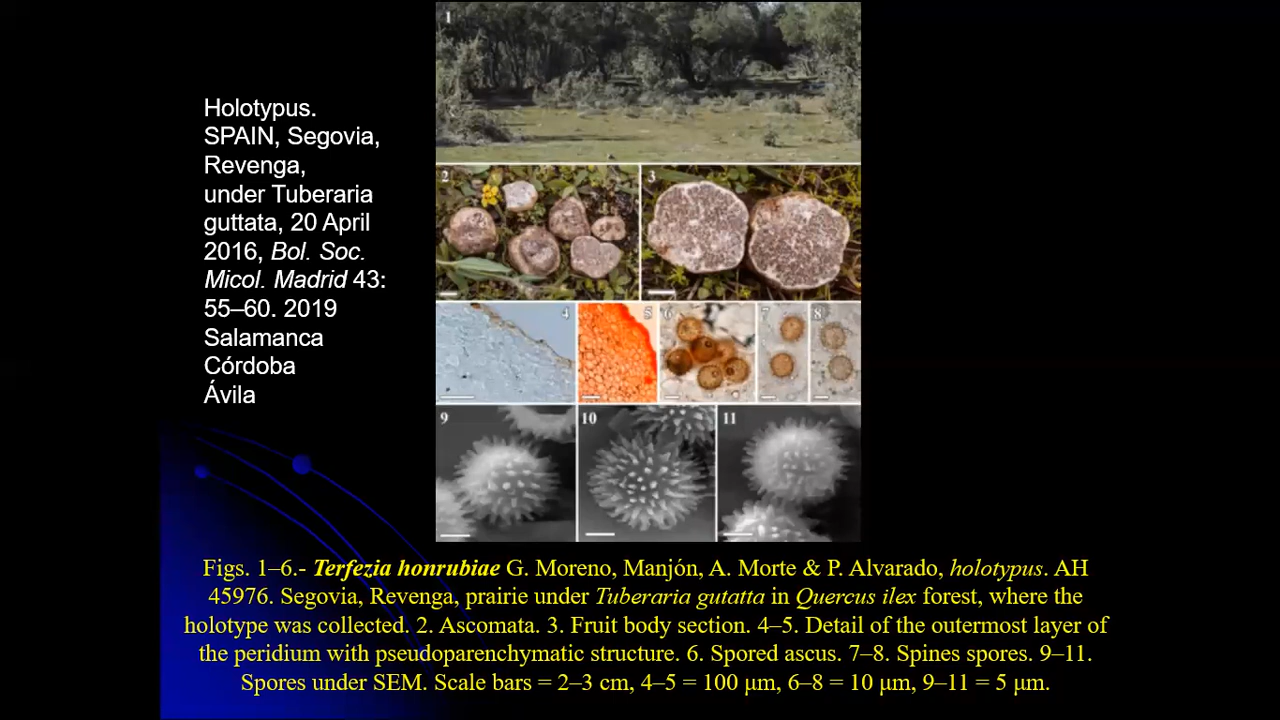 Holotypus.
SPAIN, Segovia,
Revenga,
under Tuberaria
guttata, 20 April
2016, Bol. Soc.
Micol. Madrid 43:
55–60. 2019
Salamanca
Córdoba
Ávila
1
2
3
4
5
6
7
8
9
10
11
Figs. 1–6.- Terfezia honrubiae G. Moreno, Manjón, A. Morte & P. Alvarado, holotypus. AH
45976. Segovia, Revenga, prairie under Tuberaria gutatta in Quercus ilex forest, where the
holotype was collected. 2. Ascomata. 3. Fruit body section. 4–5. Detail of the outermost layer of
the peridium with pseudoparenchymatic structure. 6. Spored ascus. 7–8. Spines spores. 9–11.
Spores under SEM. Scale bars = 2–3 cm, 4–5 = 100 μm, 6–8 = 10 μm, 9–11 = 5 μm.